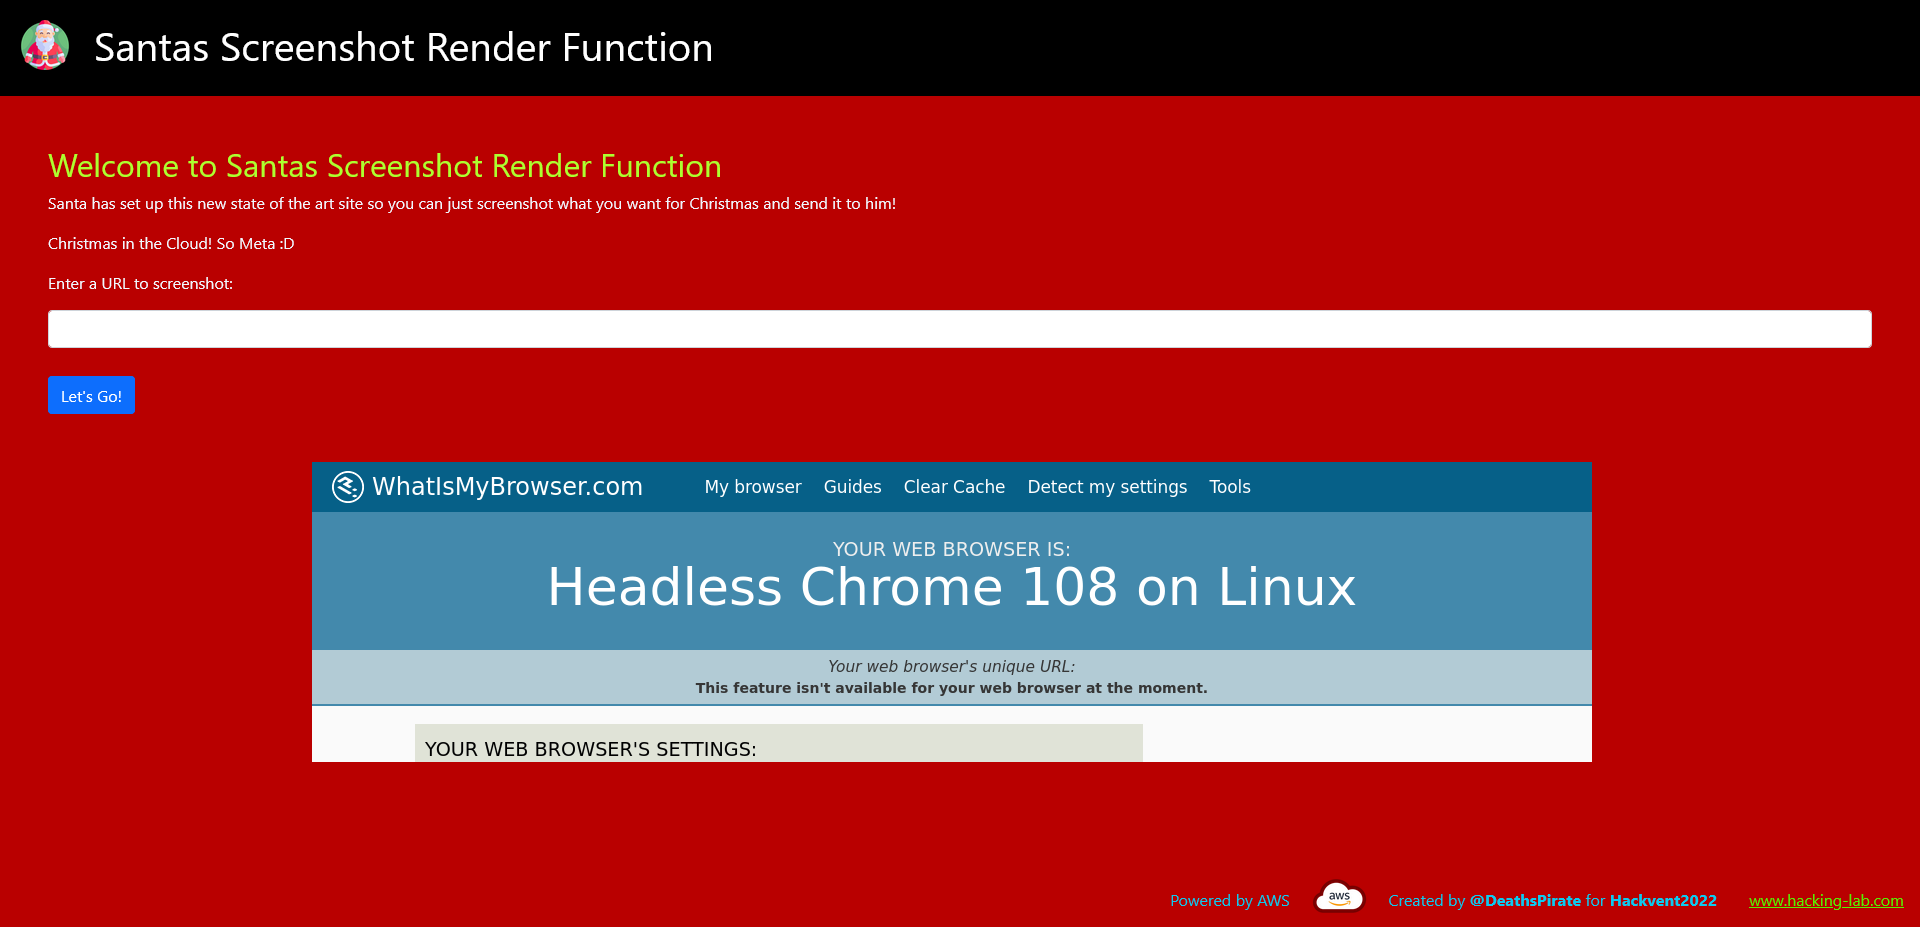 Santas Screenshot Render Function
Welcome to Santas Screenshot Render Function
Santa has set up this new state of the art site so you can just screenshot what you want for Christmas and send it to him!
Christmas in the Cloud! So Meta :D
Enter a URL to screenshot:
Let's Go!
WhatIsMyBrowser.com My browser Guides Clear Cache Detect my settings Tools
YOUR WEB BROWSER IS:
Headless Chrome 108 on Linux
Your web browser's unique URL:
This feature isn't available for your web browser at the moment.
YOUR WEB BROWSER'S SETTINGS:
Powered by AWS aws Created by @DeathsPirate for Hackvent2022 www.hacking-lab.com